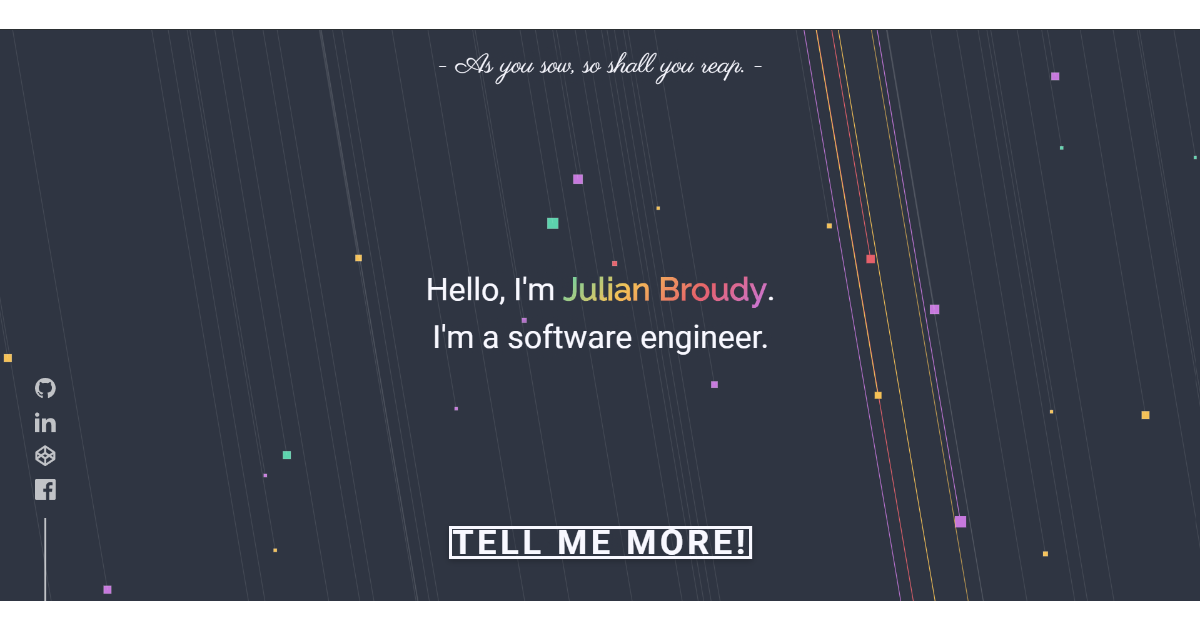 - As you sow, so shall you reap. -
Hello, I'm Julian Broudy.
I'm a software engineer.
TELL ME MORE!